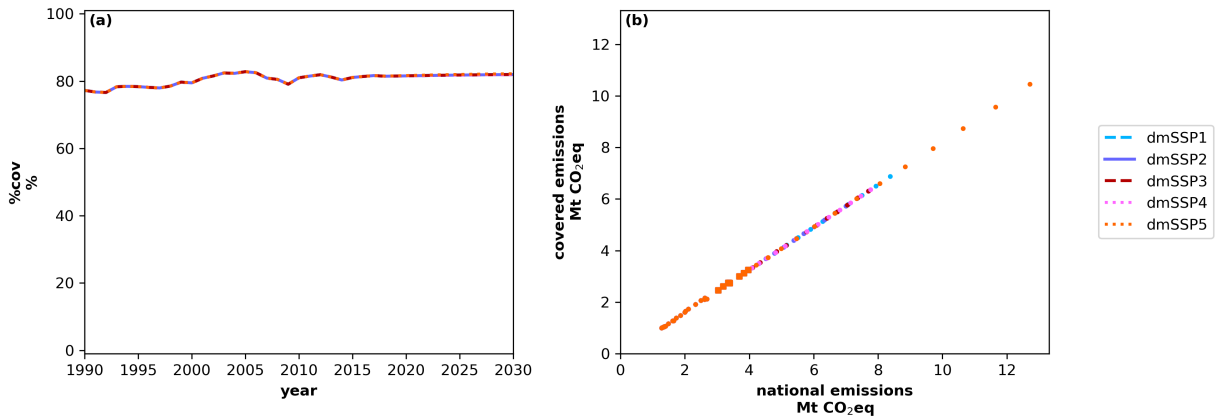 (a)
100
80
60
40
20
0
1990 1995 2000 2005 2010 2015 2020 2025 2030
year
%cov
%
(b)
12
10
8
6
4
2
0
0 2 4 6 8 10 12
national emissions
Mt CO₂eq
covered emissions
Mt CO₂eq
dmSSP1
dmSSP2
dmSSP3
dmSSP4
dmSSP5